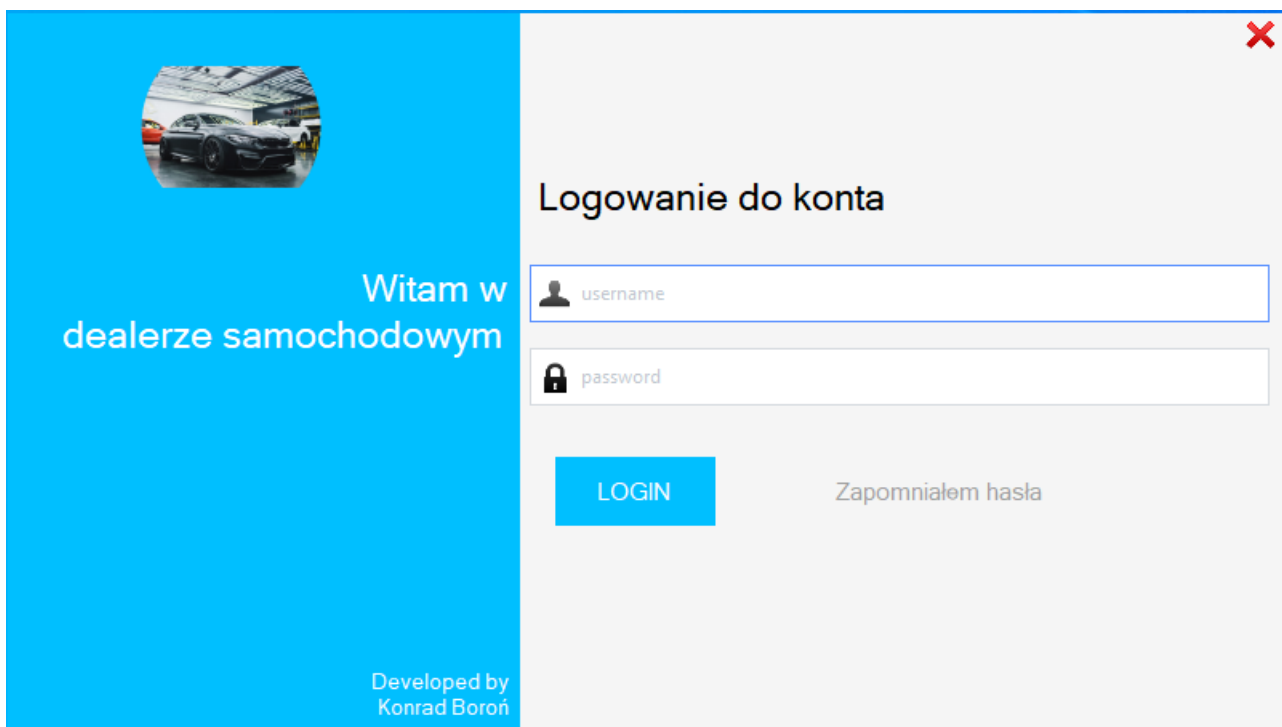 Witam w
dealerze samochodowym
Developed by
Konrad Boroń
Logowanie do konta
username
password
LOGIN
Zapomniałem hasła